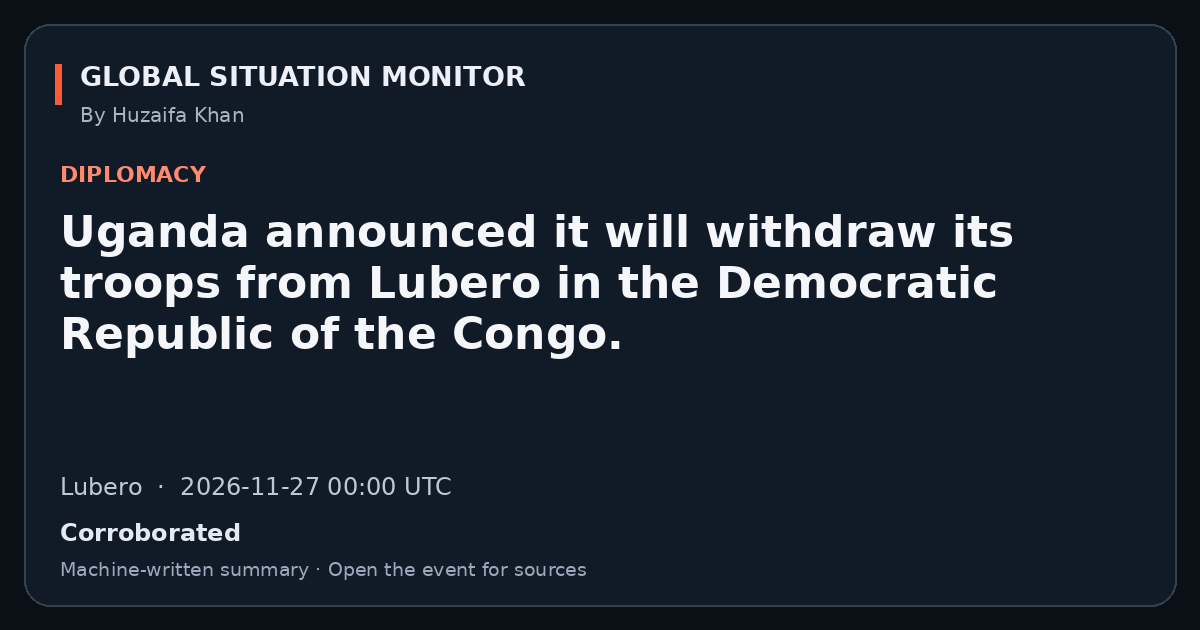 GLOBAL SITUATION MONITOR
By Huzaifa Khan
DIPLOMACY
Uganda announced it will withdraw its
troops from Lubero in the Democratic
Republic of the Congo.
Lubero · 2026-11-27 00:00 UTC
Corroborated
Machine-written summary · Open the event for sources